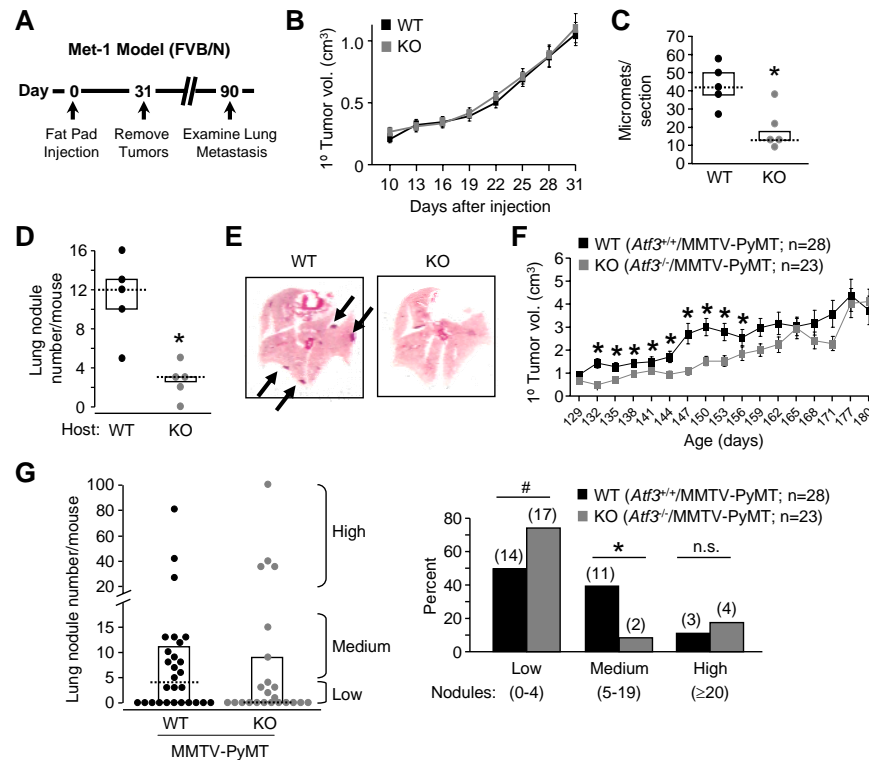 A
Met-1 Model (FVB/N)
Day 0 31 90
Fat Pad Injection
Remove Tumors
Examine Lung Metastasis
B
WT
KO
1º Tumor vol. (cm³)
1.0
0.5
0
10 13 16 19 22 25 28 31
Days after injection
C
Micromets/
section
70
60
50
40
30
20
10
0
*
WT KO
D
Lung nodule
number/mouse
16
12
8
4
0
*
Host: WT KO
E
WT KO
F
WT (Atf3⁺/⁺/MMTV-PyMT; n=28)
KO (Atf3⁻/⁻/MMTV-PyMT; n=23)
1º Tumor vol. (cm³)
6
5
4
3
2
1
0
* * * * * * * * *
129 132 135 138 141 144 147 150 153 156 159 162 165 168 171 177 180
Age (days)
G
Lung nodule number/mouse
100
80
60
40
20
15
10
5
0
High
Medium
Low
WT KO
MMTV-PyMT
WT (Atf3⁺/⁺/MMTV-PyMT; n=28)
KO (Atf3⁻/⁻/MMTV-PyMT; n=23)
Percent
80
60
40
20
0
# * n.s.
(14) (17) (11) (2) (3) (4)
Low Medium High
Nodules: (0-4) (5-19) (≥20)